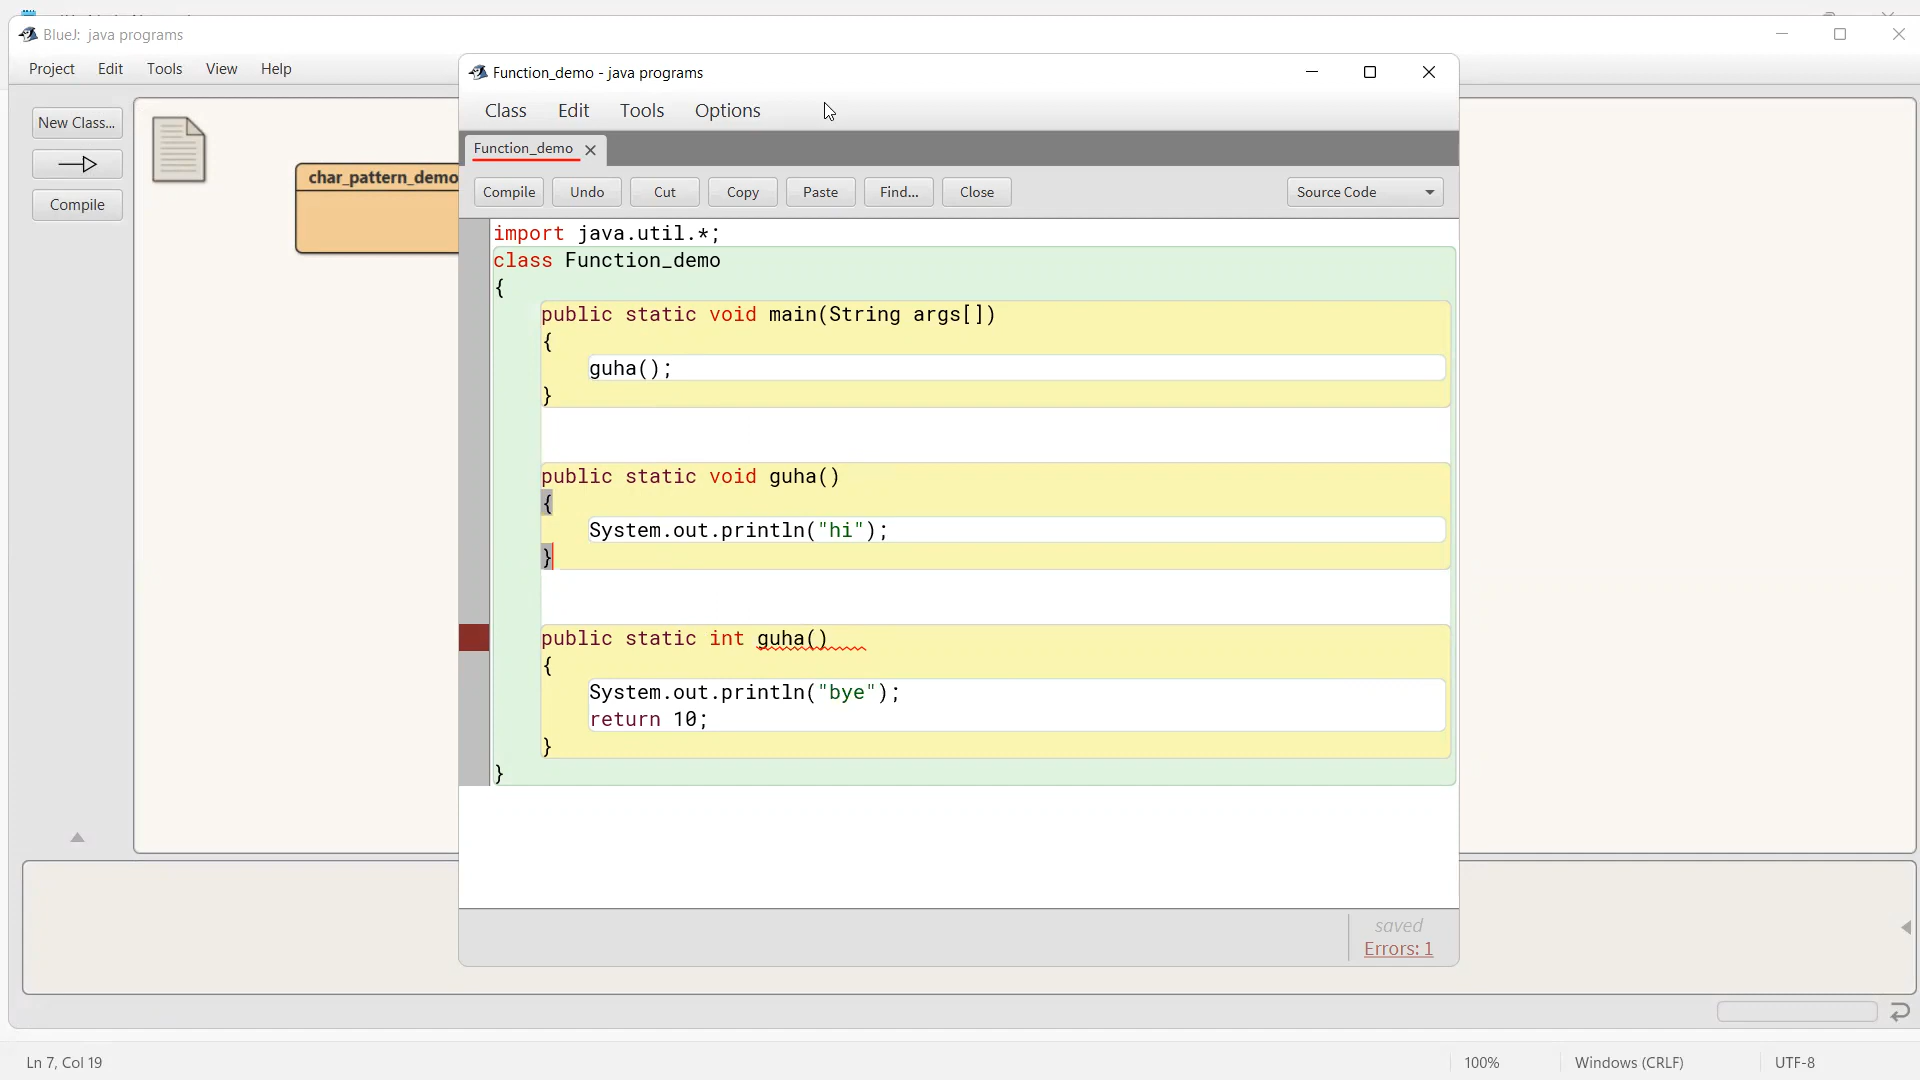 BlueJ: java programs
Project Edit Tools View Help
New Class...
Compile
char_pattern_demo
Function_demo - java programs
Class Edit Tools Options
Function_demo
Compile Undo Cut Copy Paste Find... Close Source Code
import java.util.*;
class Function_demo
{
public static void main(String args[])
{
guha();
}
public static void guha()
{
System.out.println("hi");
}
public static int guha()
{
System.out.println("bye");
return 10;
}
}
saved
Errors: 1
Ln 7, Col 19 100% Windows (CRLF) UTF-8